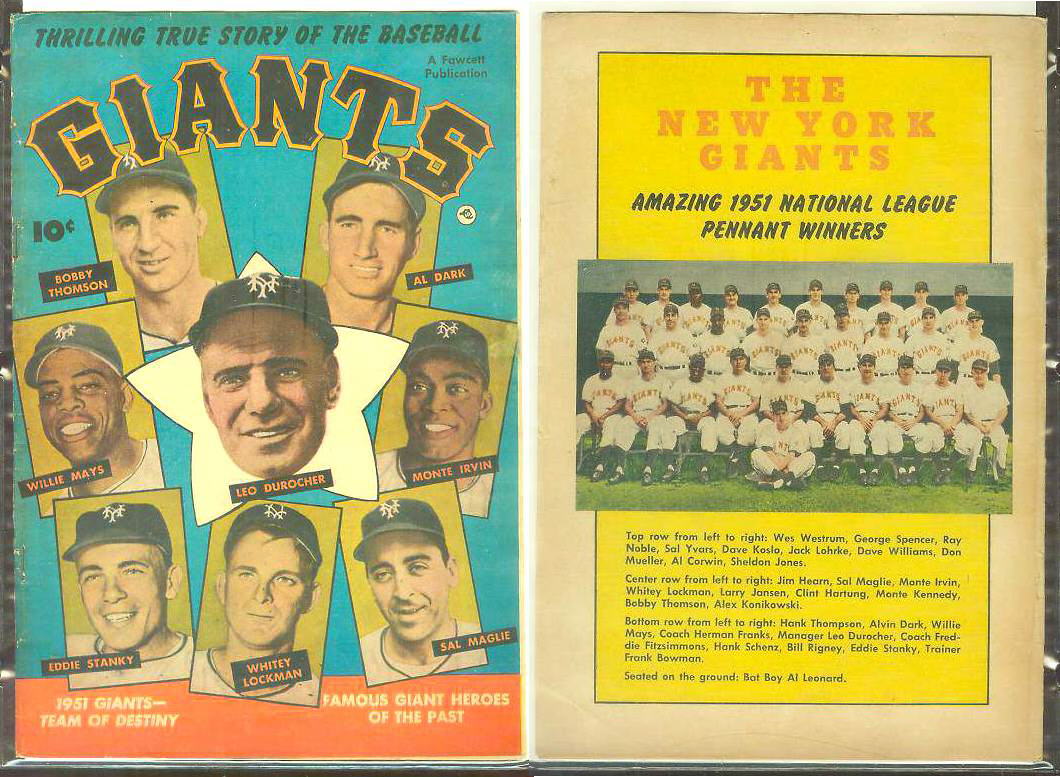 THRILLING TRUE STORY OF THE BASEBALL
A Fawcett
Publication
GIANTS
10¢
BOBBY
THOMSON
AL DARK
WILLIE MAYS
LEO DUROCHER
MONTE IRVIN
EDDIE STANKY
WHITEY
LOCKMAN
SAL MAGLIE
1951 GIANTS—
TEAM OF DESTINY
FAMOUS GIANT HEROES
OF THE PAST
THE
NEW YORK
GIANTS
AMAZING 1951 NATIONAL LEAGUE
PENNANT WINNERS
Top row from left to right: Wes Westrum, George Spencer, Ray
Noble, Sal Yvars, Dave Koslo, Jack Lohrke, Dave Williams, Don
Mueller, Al Corwin, Sheldon Jones.
Center row from left to right: Jim Hearn, Sal Maglie, Monte Irvin,
Whitey Lockman, Larry Jansen, Clint Hartung, Monte Kennedy,
Bobby Thomson, Alex Konikowski.
Bottom row from left to right: Hank Thompson, Alvin Dark, Willie
Mays, Coach Herman Franks, Manager Leo Durocher, Coach Fred-
die Fitzsimmons, Hank Schenz, Bill Rigney, Eddie Stanky, Trainer
Frank Bowman.
Seated on the ground: Bat Boy Al Leonard.